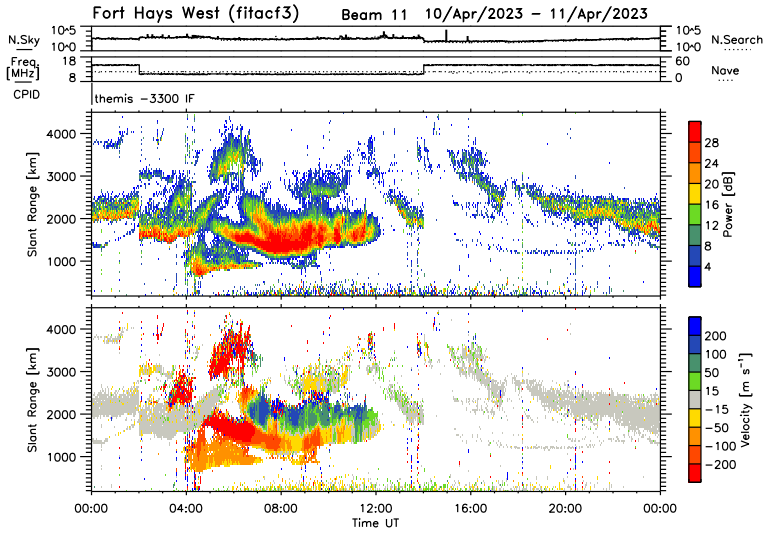 Fort Hays West (fitacf3) Beam 11 10/Apr/2023 − 11/Apr/2023
N.Sky 10^5 10^0 10^5 10^0 N.Search
Freq. [MHz] 18 8 60 0 Nave
CPID themis −3300 IF
Slant Range [km] 4000 3000 2000 1000
Power [dB] 28 24 20 16 12 8 4
Slant Range [km] 4000 3000 2000 1000
Velocity [m s⁻¹] 200 100 50 15 −15 −50 −100 −200
00:00 04:00 08:00 12:00 16:00 20:00 00:00
Time UT